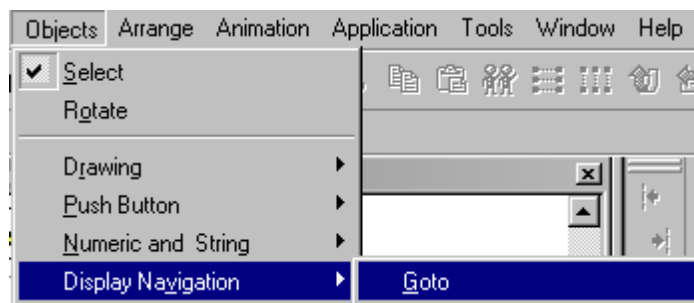 Objects Arrange Animation Application Tools Window Help
Select
Rotate
Drawing
Push Button
Numeric and String
Display Navigation
Goto